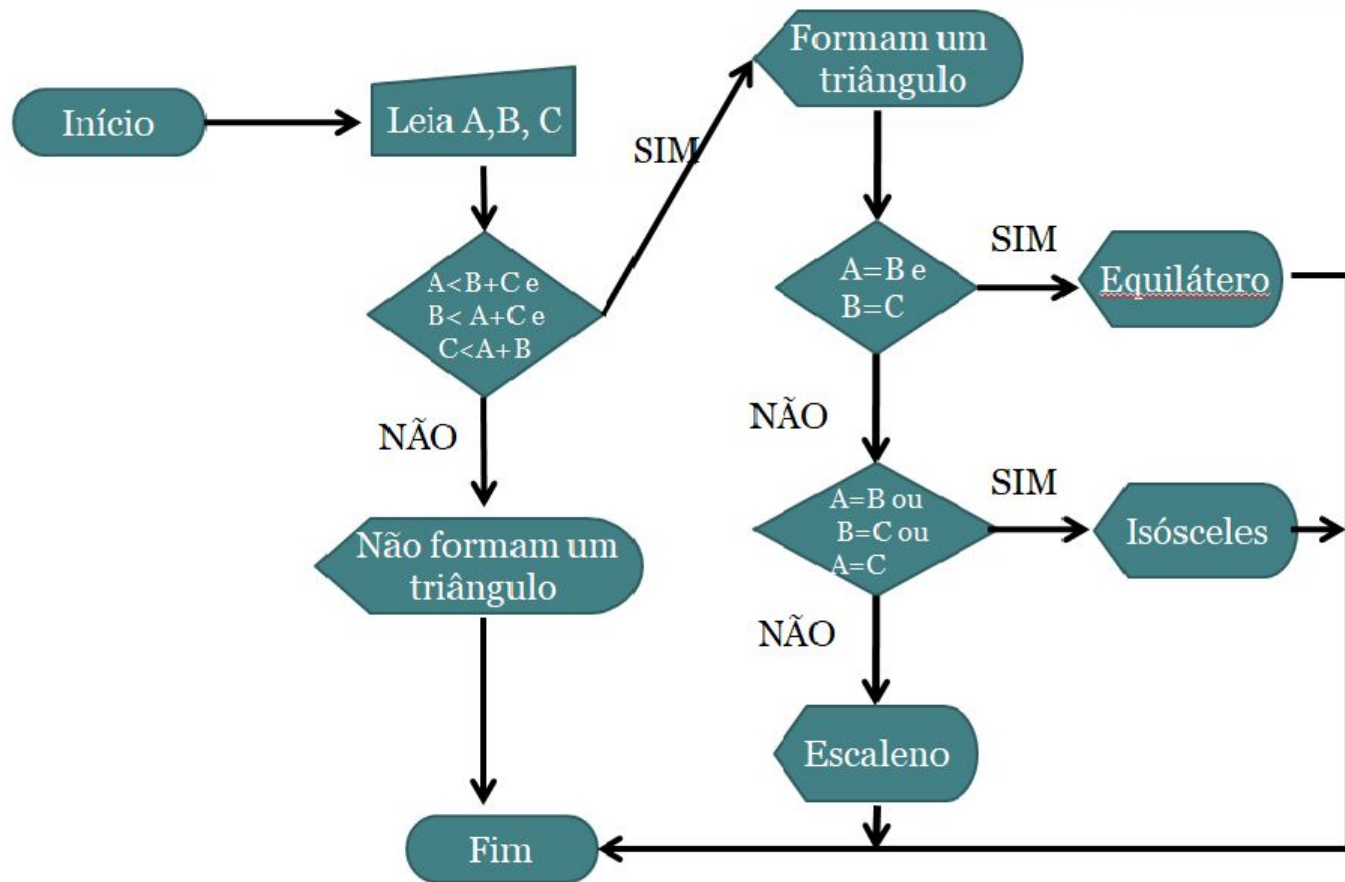 Início
Leia A,B, C
A<B+C e
B< A+C e
C<A+B
NÃO
Não formam um
triângulo
SIM
Formam um
triângulo
A=B e
B=C
SIM
Equilátero
NÃO
A=B ou
B=C ou
A=C
SIM
Isósceles
NÃO
Escaleno
Fim